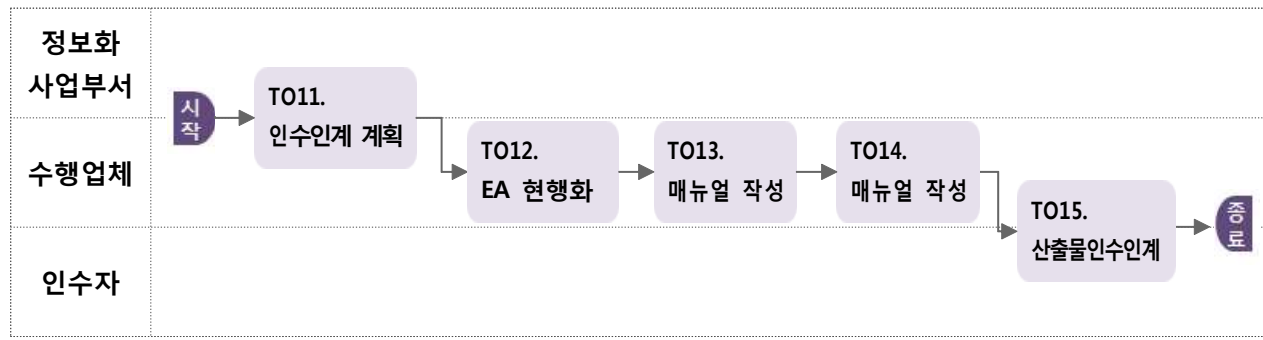 정보화
사업부서
수행업체
인수자
시
작
TO11.
인수인계 계획
TO12.
EA 현행화
TO13.
매뉴얼 작성
TO14.
매뉴얼 작성
TO15.
산출물인수인계
종
료